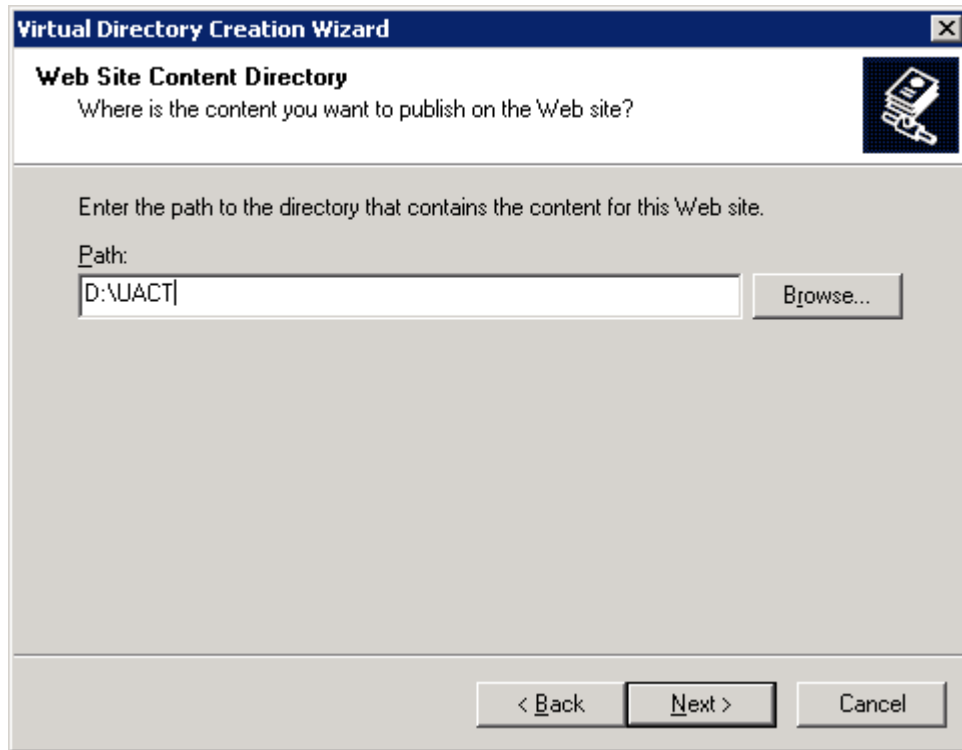 Virtual Directory Creation Wizard
Web Site Content Directory
Where is the content you want to publish on the Web site?
Enter the path to the directory that contains the content for this Web site.
Path:
D:\UACT
Browse...
< Back
Next >
Cancel